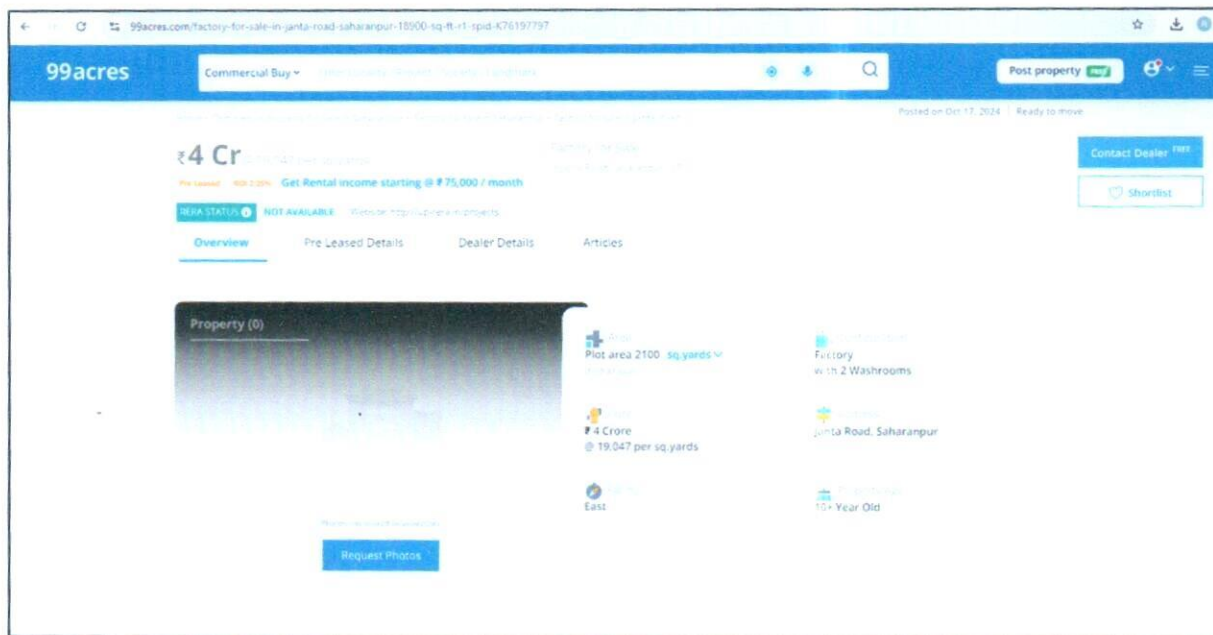 99acres.com/factory-for-sale-in-janta-road-saharanpur-18900-sq-ft-r1-spid-K76197797
99acres
Commercial Buy
Post property
Posted on Oct 17, 2024 Ready to move
₹4 Cr
Contact Dealer FREE
Pre Leased Get Rental income starting @ ₹ 75,000 / month
Shortlist
RERA STATUS NOT AVAILABLE
Overview Pre Leased Details Dealer Details Articles
Property (0)
Area
Plot area 2100 sq.yards
Factory
with 2 Washrooms
₹ 4 Crore
@ 19,047 per sq.yards
Janta Road, Saharanpur
East
10+ Year Old
Request Photos